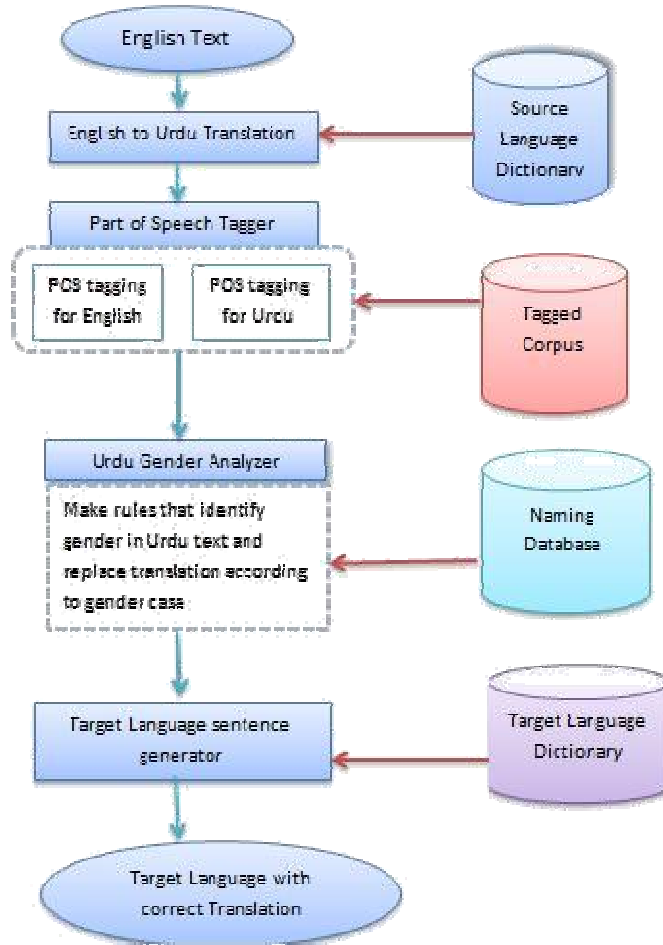 English Text
English to Urdu Translation
Source
Language
Dictionary
Part of Speech Tagger
POS tagging
for English
POS tagging
for Urdu
Tagged
Corpus
Urdu Gender Analyzer
Make rules that identify
gender in Urdu text and
replace translation according
to gender case
Naming
Database
Target Language sentence
generator
Target Language
Dictionary
Target Language with
correct Translation